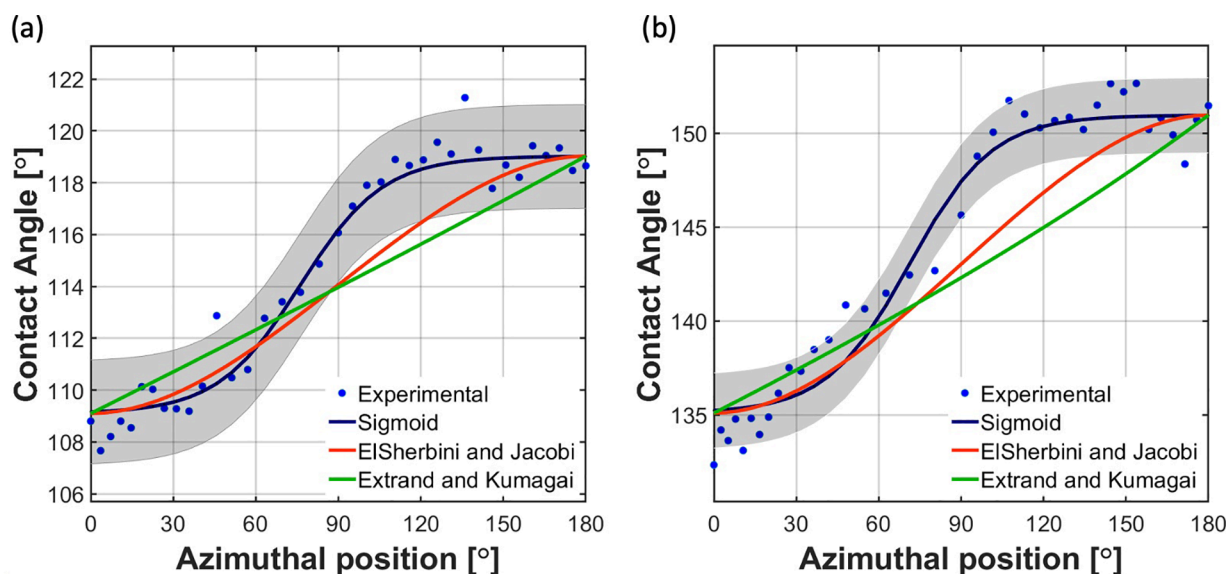 (a)
Contact Angle [°]
122
120
118
116
114
112
110
108
106
0 30 60 90 120 150 180
Azimuthal position [°]
Experimental
Sigmoid
ElSherbini and Jacobi
Extrand and Kumagai
(b)
Contact Angle [°]
150
145
140
135
0 30 60 90 120 150 180
Azimuthal position [°]
Experimental
Sigmoid
ElSherbini and Jacobi
Extrand and Kumagai